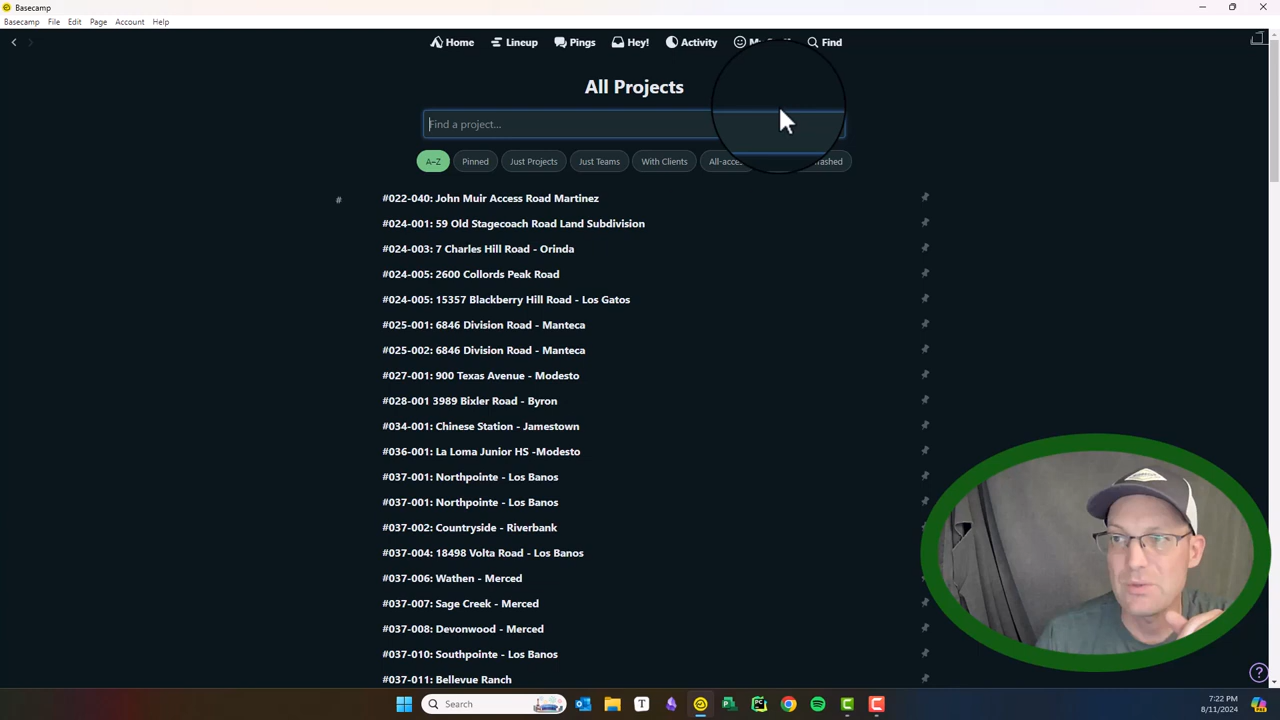 Basecamp
Basecamp File Edit Page Account Help
Home Lineup Pings Hey! Activity Find
All Projects
Find a project...
A–Z Pinned Just Projects Just Teams With Clients
#
#022-040: John Muir Access Road Martinez
#024-001: 59 Old Stagecoach Road Land Subdivision
#024-003: 7 Charles Hill Road - Orinda
#024-005: 2600 Collords Peak Road
#024-005: 15357 Blackberry Hill Road - Los Gatos
#025-001: 6846 Division Road - Manteca
#025-002: 6846 Division Road - Manteca
#027-001: 900 Texas Avenue - Modesto
#028-001 3989 Bixler Road - Byron
#034-001: Chinese Station - Jamestown
#036-001: La Loma Junior HS -Modesto
#037-001: Northpointe - Los Banos
#037-001: Northpointe - Los Banos
#037-002: Countryside - Riverbank
#037-004: 18498 Volta Road - Los Banos
#037-006: Wathen - Merced
#037-007: Sage Creek - Merced
#037-008: Devonwood - Merced
#037-010: Southpointe - Los Banos
#037-011: Bellevue Ranch
Search
7:22 PM
8/11/2024